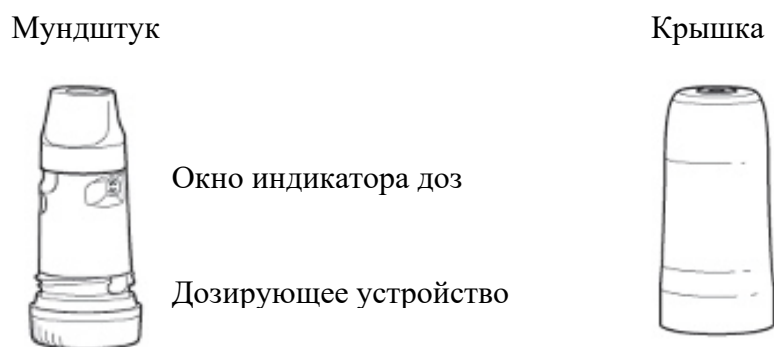 Мундштук
Крышка
Окно индикатора доз
Дозирующее устройство